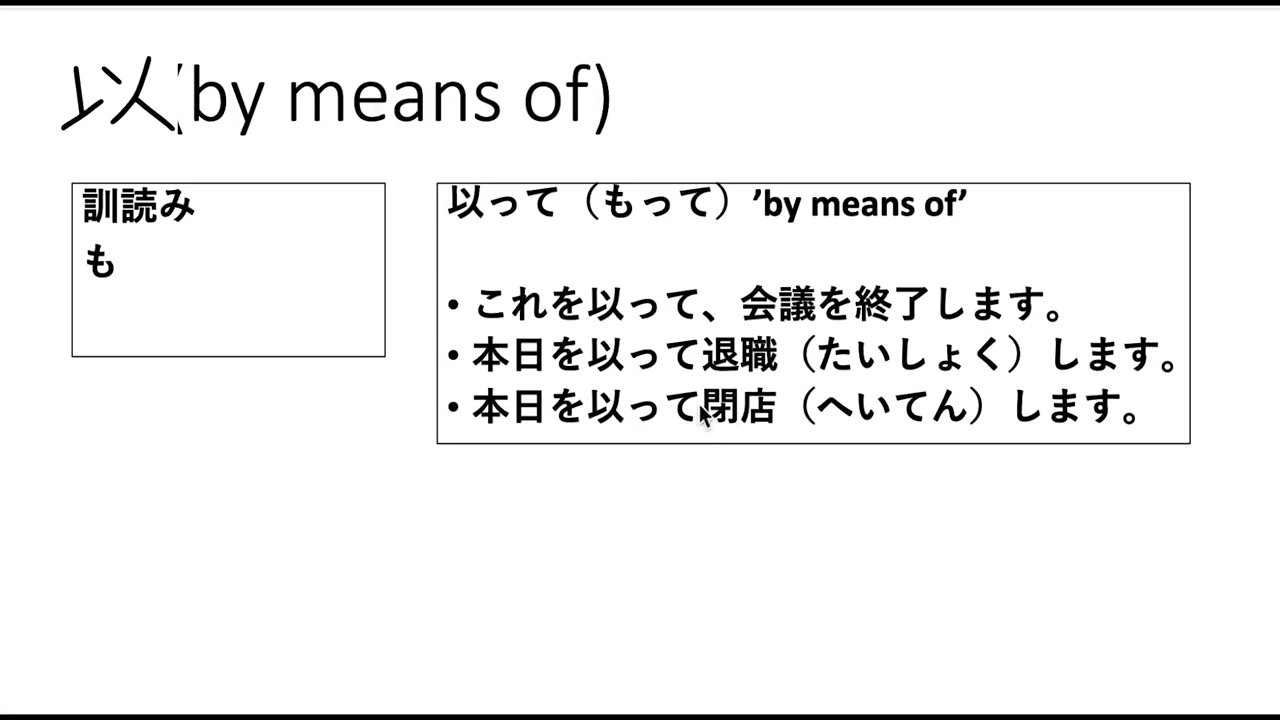 以(by means of)
訓読み
も
以って（もって）’by means of’
• これを以って、会議を終了します。
• 本日を以って退職（たいしょく）します。
• 本日を以って閉店（へいてん）します。